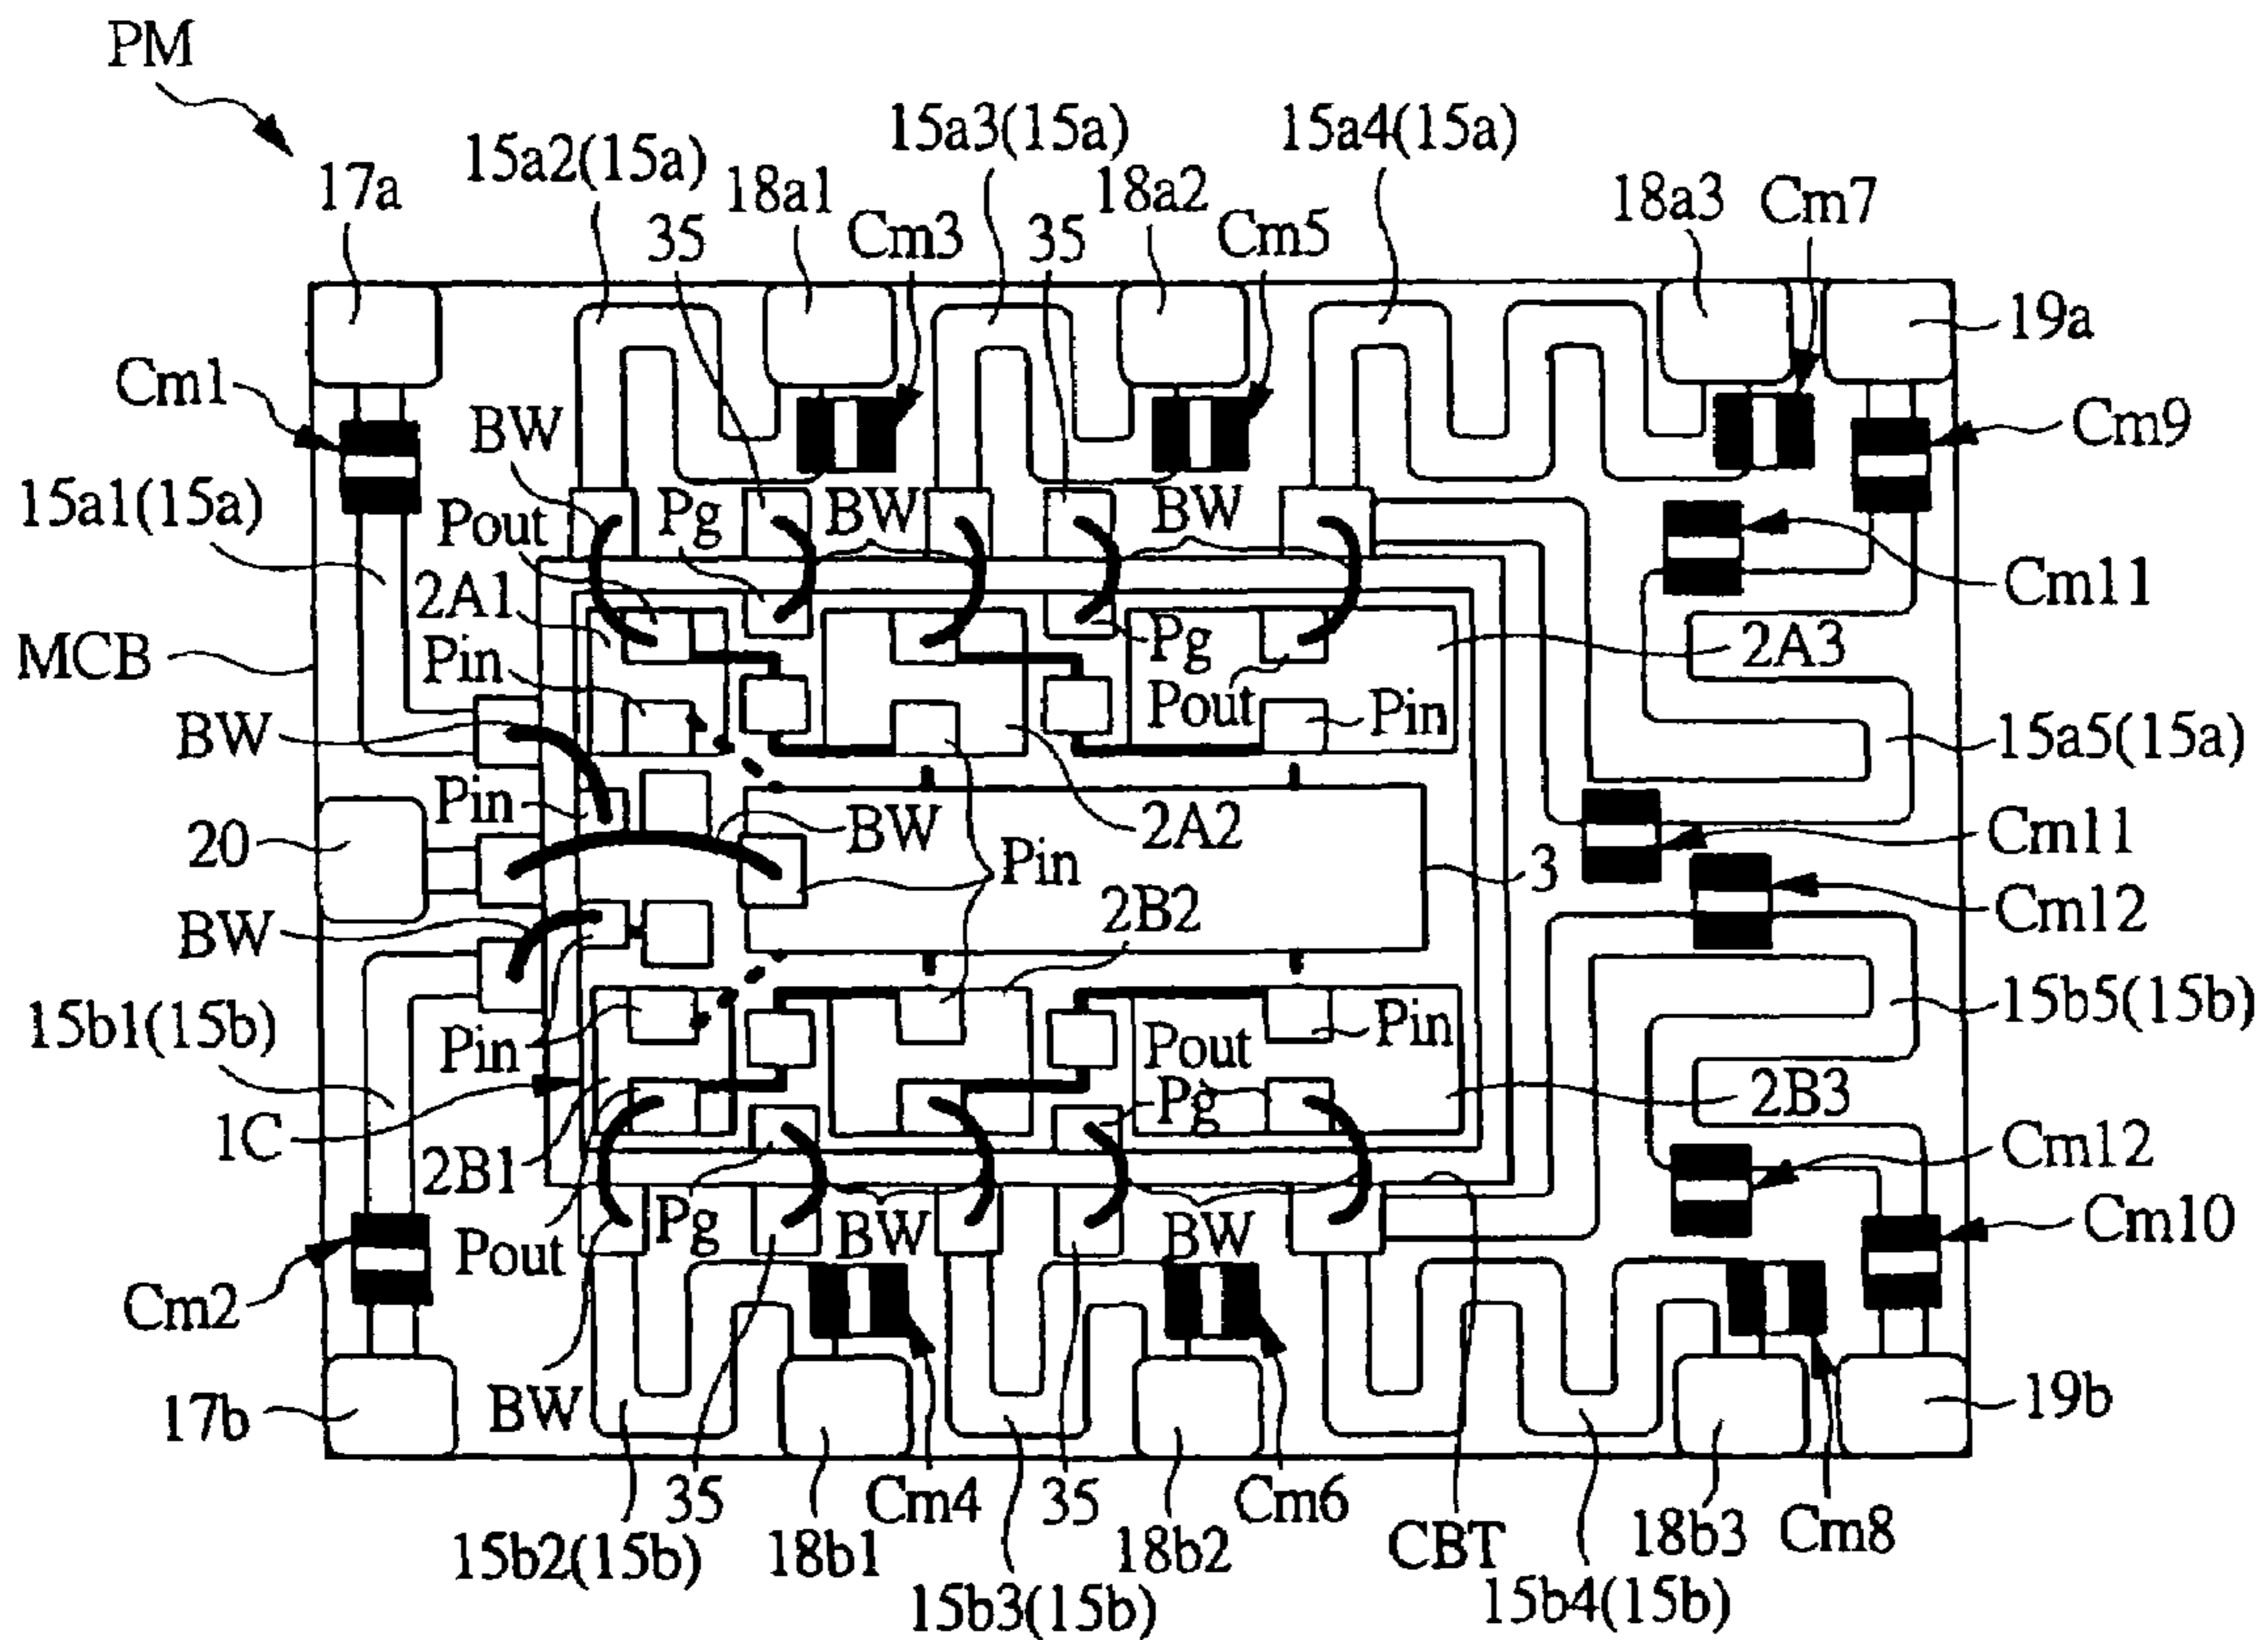 PM
15a3(15a)
15a4(15a)
15a2(15a)
17a
18a1
18a2
18a3
Cm7
35
Cm3
35
Cm5
19a
Cm1
BW
Cm9
15a1(15a)
Pout
Pg
BW
BW
2A1
Cm11
MCB
Pin
Pg
2A3
BW
Pout
Pin
15a5(15a)
Pin
20
BW
2A2
Cm11
Pin
3
2B2
Cm12
BW
15b1(15b)
15b5(15b)
Pin
Pout
Pin
1C
Pg
2B3
2B1
Cm12
Pout
Pg
BW
BW
Cm10
Cm2
17b
BW
19b
35
Cm4
35
Cm6
15b2(15b)
18b1
18b2
CBT
18b3
Cm8
15b3(15b)
15b4(15b)